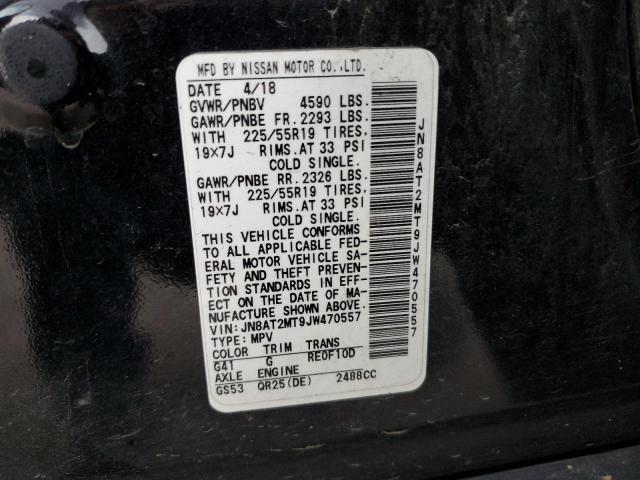 MFD BY NISSAN MOTOR CO.,LTD.
DATE 4/18
GVWR/PNBV 4590 LBS.
GAWR/PNBE FR. 2293 LBS.
WITH 225/55R19 TIRES,
19×7J RIMS.AT 33 PSI
COLD SINGLE.
GAWR/PNBE RR. 2326 LBS.
WITH 225/55R19 TIRES,
19×7J RIMS.AT 33 PSI
COLD SINGLE.
THIS VEHICLE CONFORMS
TO ALL APPLICABLE FED-
ERAL MOTOR VEHICLE SA-
FETY AND THEFT PREVEN-
TION STANDARDS IN EFF-
ECT ON THE DATE OF MA-
NUFACTURE SHOWN ABOVE.
VIN: JN8AT2MT9JW470557
TYPE: MPV
COLOR TRIM TRANS
G41 G RE0F10D
AXLE ENGINE
GS53 QR25(DE) 2488CC
JN8AT2MT9JW470557